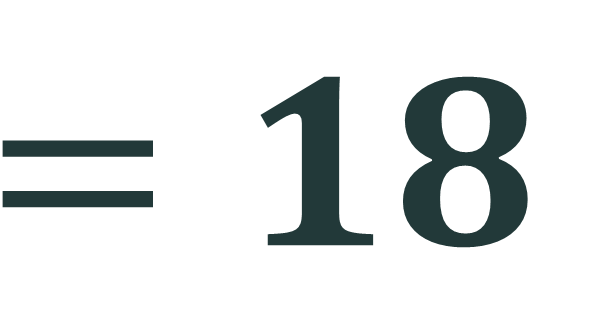 = 18